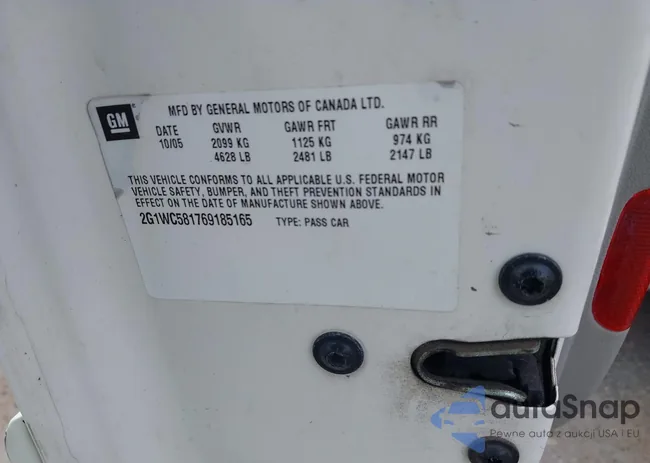 GM
MFD BY GENERAL MOTORS OF CANADA LTD.
DATE GVWR GAWR FRT GAWR RR
10/05 2099 KG 1125 KG 974 KG
4628 LB 2481 LB 2147 LB
THIS VEHICLE CONFORMS TO ALL APPLICABLE U.S. FEDERAL MOTOR
VEHICLE SAFETY, BUMPER, AND THEFT PREVENTION STANDARDS IN
EFFECT ON THE DATE OF MANUFACTURE SHOWN ABOVE.
2G1WC581769185165 TYPE: PASS CAR
autoSnap
Pewne auta z aukcji USA i EU